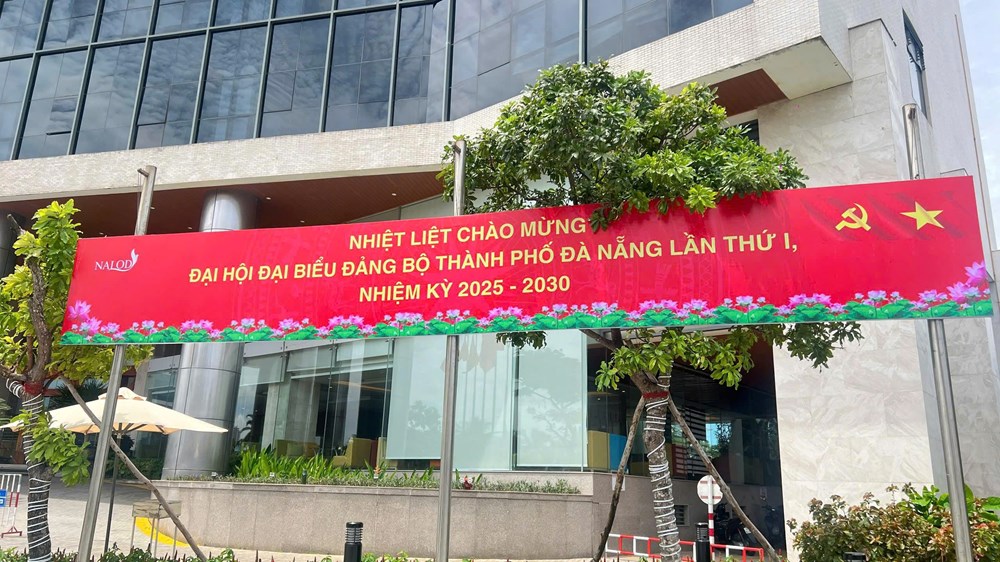 NALOD
NHIỆT LIỆT CHÀO MỪNG
ĐẠI HỘI ĐẠI BIỂU ĐẢNG BỘ THÀNH PHỐ ĐÀ NẴNG LẦN THỨ I,
NHIỆM KỲ 2025 - 2030